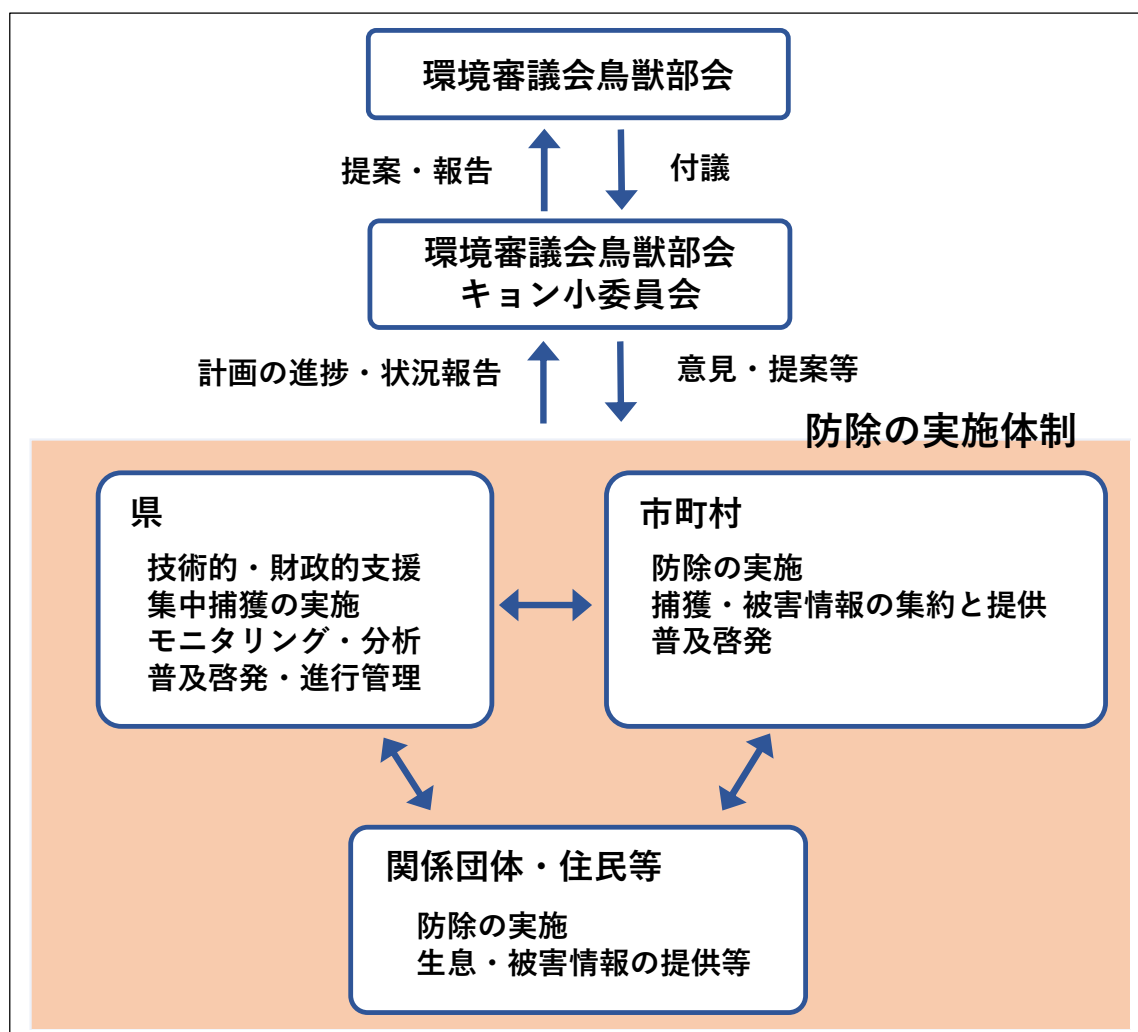 環境審議会鳥獣部会
提案・報告
付議
環境審議会鳥獣部会
キョン小委員会
計画の進捗・状況報告
意見・提案等
防除の実施体制
県
技術的・財政的支援
集中捕獲の実施
モニタリング・分析
普及啓発・進行管理
市町村
防除の実施
捕獲・被害情報の集約と提供
普及啓発
関係団体・住民等
防除の実施
生息・被害情報の提供等